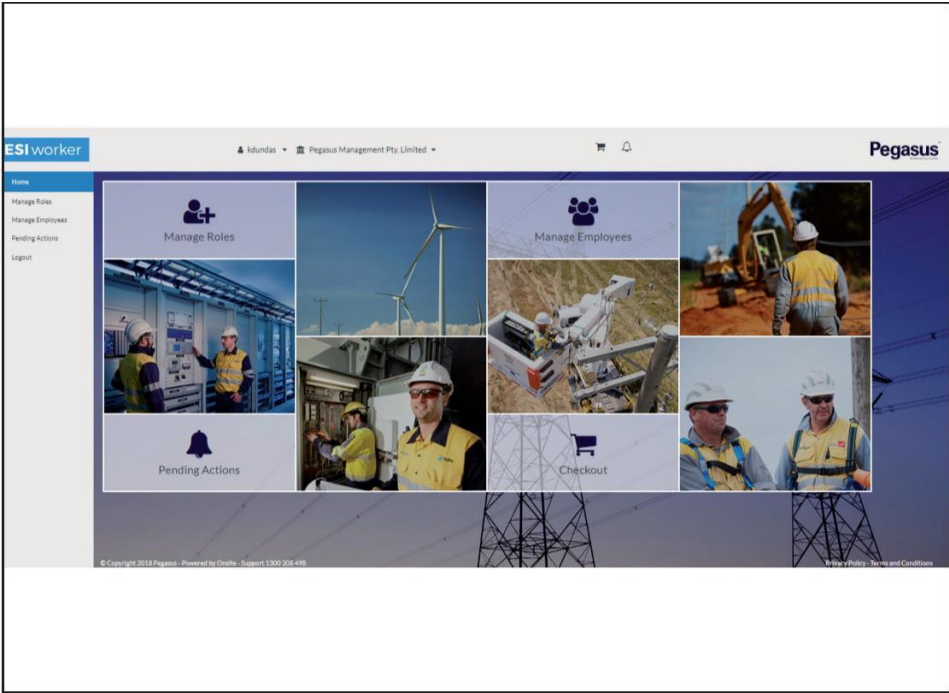 ESI worker
kdundas
Pegasus Management Pty. Limited
Pegasus
Home
Manage Roles
Manage Employees
Pending Actions
Logout
Manage Roles
Manage Employees
Pending Actions
Checkout
© Copyright 2018 Pegasus - Powered by Onsite - Support 1300 208 498
Privacy Policy - Terms and Conditions